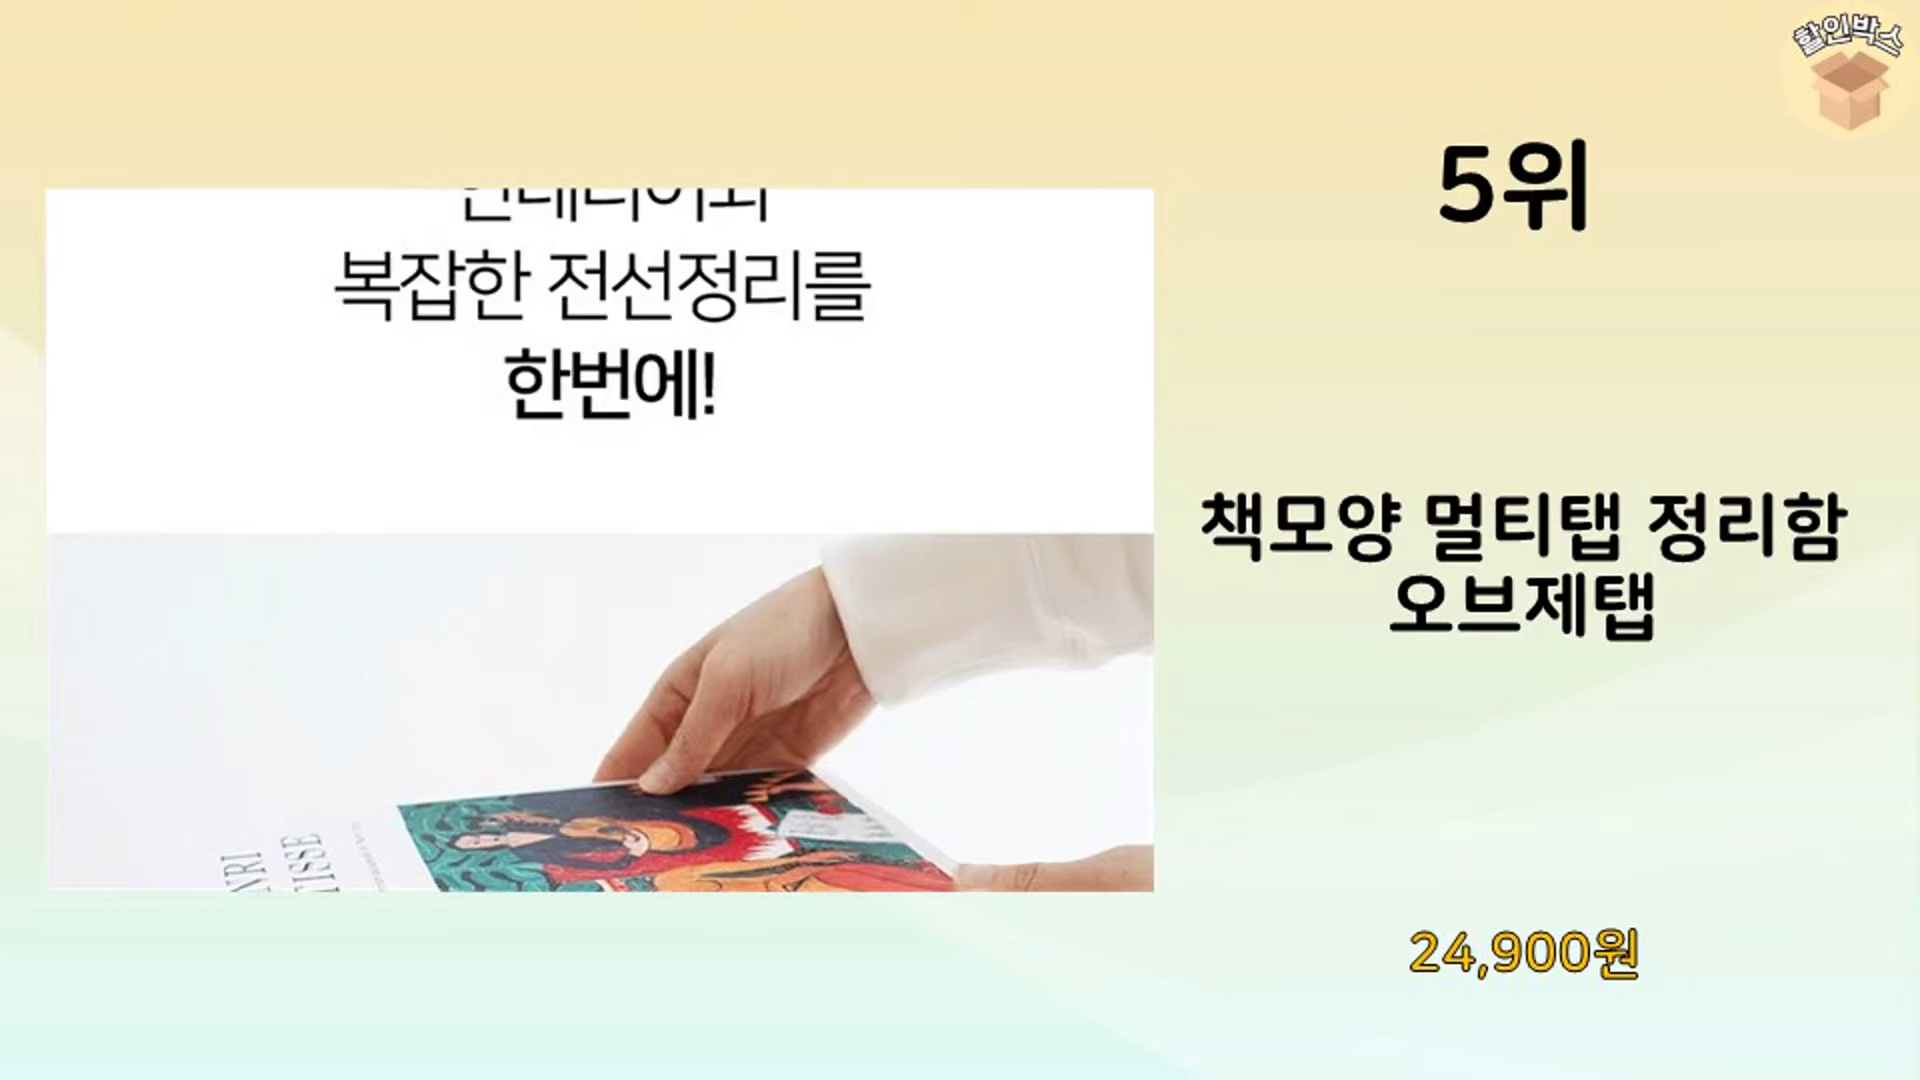 할인박스
5위
복잡한 전선정리를
한번에!
책모양 멀티탭 정리함
오브제탭
24,900원